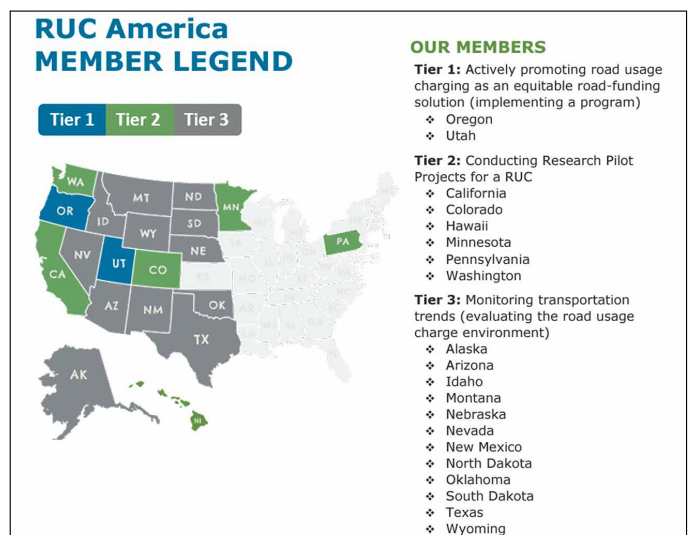 RUC America
MEMBER LEGEND
Tier 1 Tier 2 Tier 3
WA
OR
MT
ND
MN
ID
SD
WY
NV
NE
PA
UT
CO
CA
AZ
NM
OK
TX
AK
HI
OUR MEMBERS
Tier 1: Actively promoting road usage
charging as an equitable road-funding
solution (implementing a program)
❖ Oregon
❖ Utah
Tier 2: Conducting Research Pilot
Projects for a RUC
❖ California
❖ Colorado
❖ Hawaii
❖ Minnesota
❖ Pennsylvania
❖ Washington
Tier 3: Monitoring transportation
trends (evaluating the road usage
charge environment)
❖ Alaska
❖ Arizona
❖ Idaho
❖ Montana
❖ Nebraska
❖ Nevada
❖ New Mexico
❖ North Dakota
❖ Oklahoma
❖ South Dakota
❖ Texas
❖ Wyoming